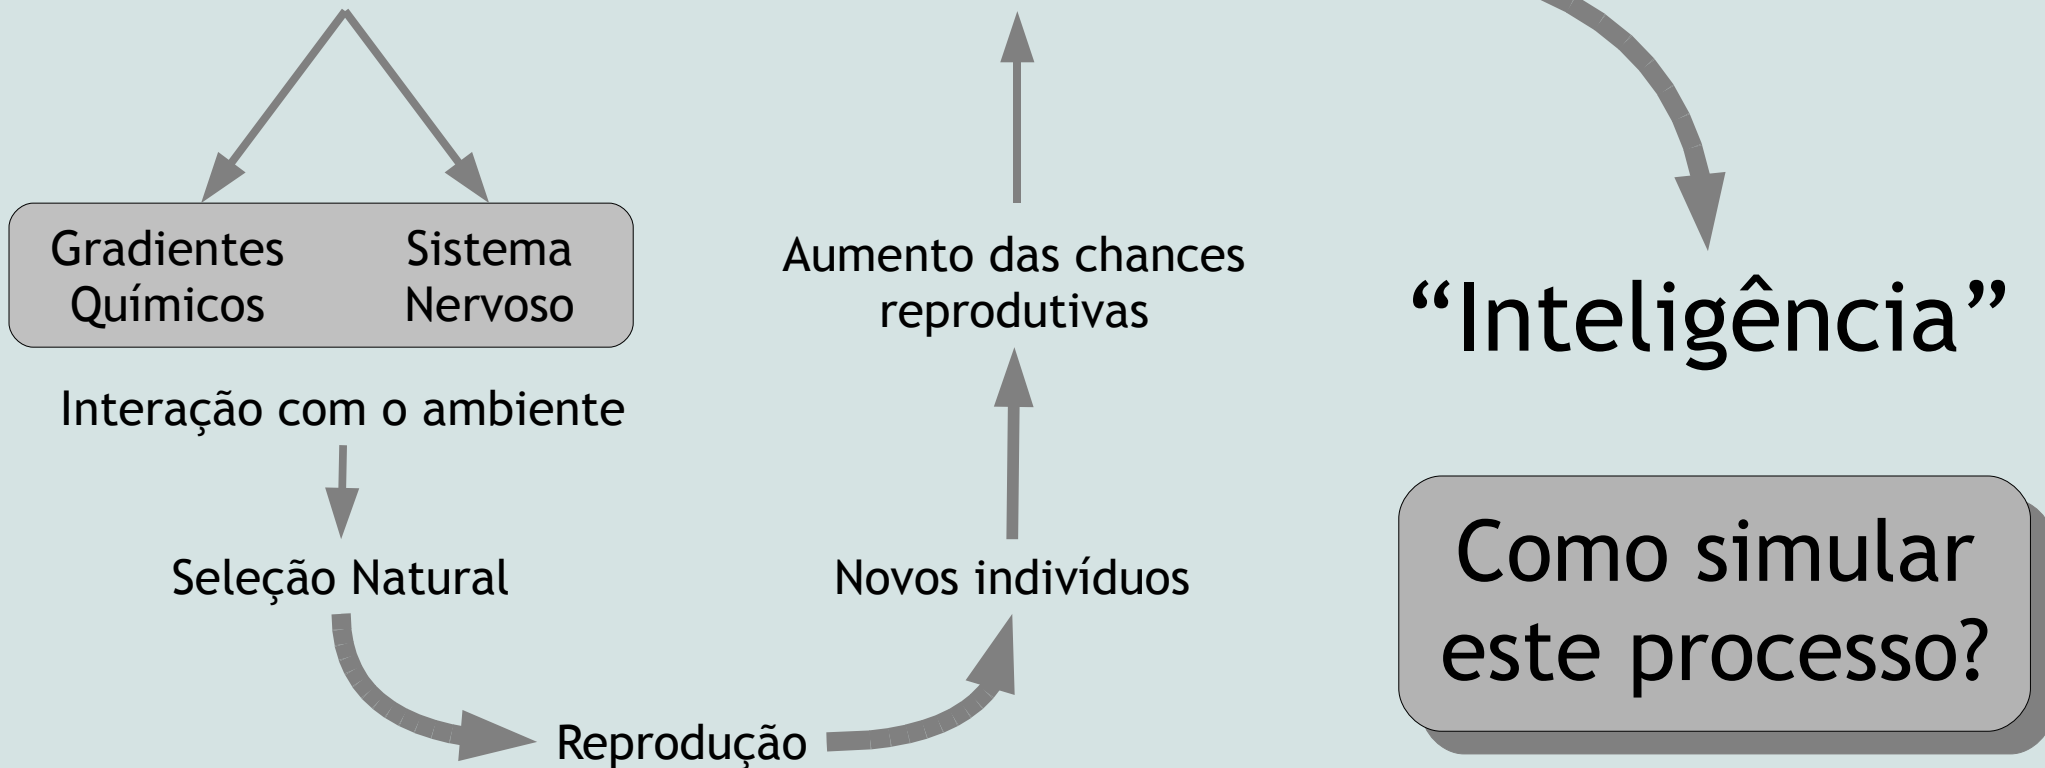 Gradientes
Químicos
Sistema
Nervoso
Interação com o ambiente
Seleção Natural
Reprodução
Novos indivíduos
Aumento das chances
reprodutivas
“Inteligência”
Como simular
este processo?